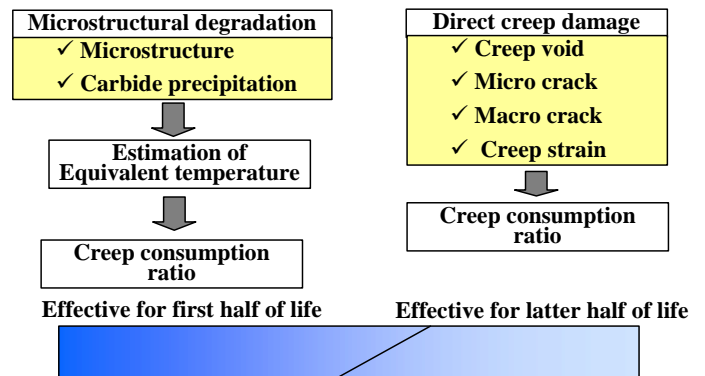 Microstructural degradation
✓ Microstructure
✓ Carbide precipitation
Estimation of
Equivalent temperature
Creep consumption
ratio
Effective for first half of life
Direct creep damage
✓ Creep void
✓ Micro crack
✓ Macro crack
✓ Creep strain
Creep consumption
ratio
Effective for latter half of life